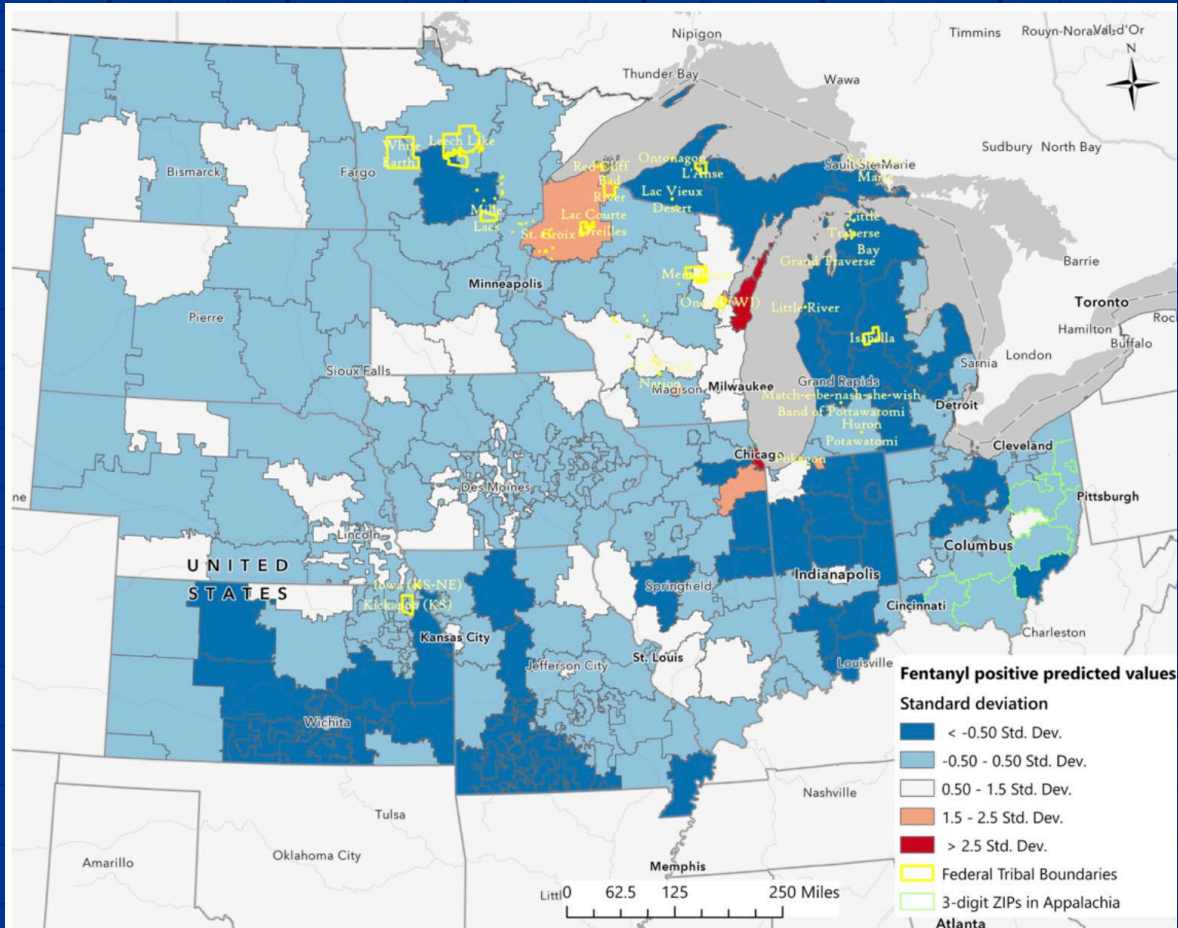 Nipigon
Timmins
Rouyn-Noranda
Val-d'Or
N
Thunder Bay
Wawa
White
Earth
Leech Lake
Sudbury
North Bay
Bismarck
Fargo
Red Cliff
Bad
River
Ontonagon
L'Anse
Sault Ste Marie
Marie
Lac Vieux
Desert
Mille
Lacs
St. Croix
Lac Courte
Oreilles
Little
Traverse
Bay
Grand Traverse
Barrie
Minneapolis
Oneida (WI)
Little River
Toronto
Pierre
Hamilton
Buffalo
Isabella
Sarnia
London
Sioux Falls
Nation
Madison
Milwaukee
Grand Rapids
Match-e-be-nash-she-wish
Band of Pottawatomi
Detroit
Huron
Potawatomi
Chicago
Pokagon
Cleveland
Des Moines
Pittsburgh
ne
Lincoln
Columbus
UNITED
STATES
Iowa (KS-NE)
Kickapoo (KS)
Springfield
Indianapolis
Cincinnati
Kansas City
Charleston
Jefferson City
St. Louis
Louisville
Wichita
Fentanyl positive predicted values
Standard deviation
< -0.50 Std. Dev.
-0.50 - 0.50 Std. Dev.
0.50 - 1.5 Std. Dev.
1.5 - 2.5 Std. Dev.
> 2.5 Std. Dev.
Federal Tribal Boundaries
3-digit ZIPs in Appalachia
Nashville
Tulsa
Oklahoma City
Amarillo
Memphis
Littl
0 62.5 125 250 Miles
Atlanta